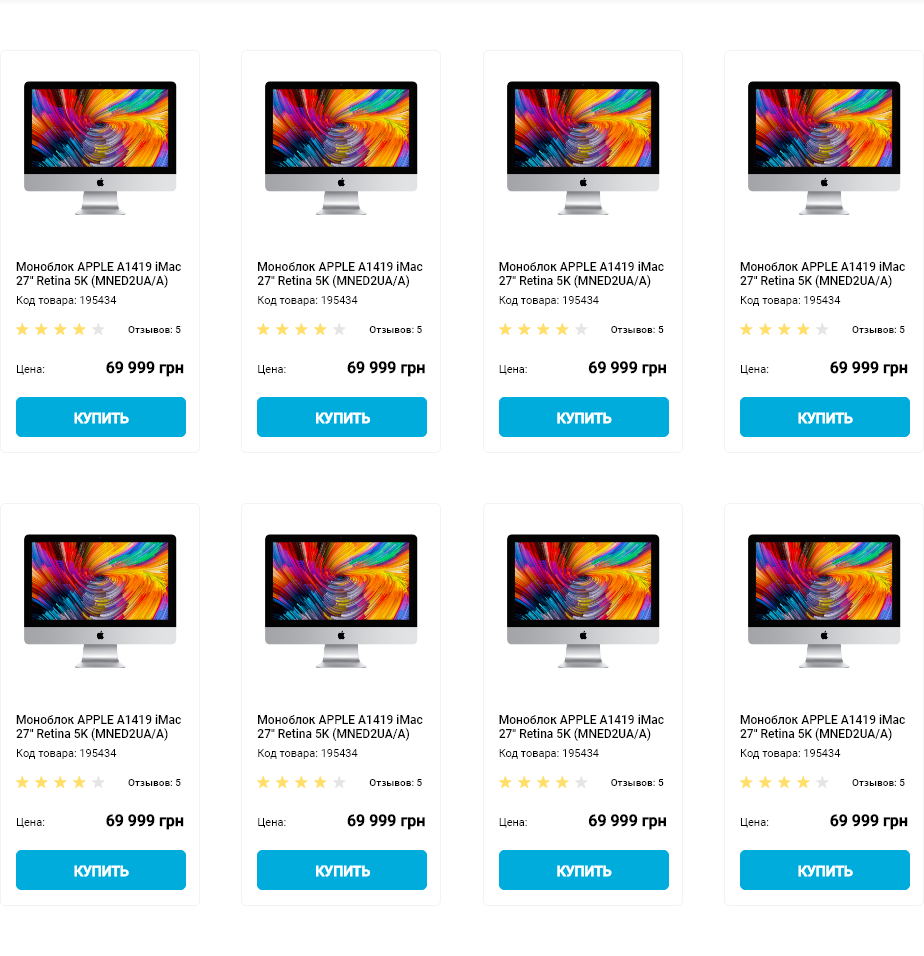 Моноблок APPLE A1419 iMac
27" Retina 5K (MNED2UA/A)
Код товара: 195434
Отзывов: 5
Цена: 69 999 грн
КУПИТЬ
Моноблок APPLE A1419 iMac
27" Retina 5K (MNED2UA/A)
Код товара: 195434
Отзывов: 5
Цена: 69 999 грн
КУПИТЬ
Моноблок APPLE A1419 iMac
27" Retina 5K (MNED2UA/A)
Код товара: 195434
Отзывов: 5
Цена: 69 999 грн
КУПИТЬ
Моноблок APPLE A1419 iMac
27" Retina 5K (MNED2UA/A)
Код товара: 195434
Отзывов: 5
Цена: 69 999 грн
КУПИТЬ
Моноблок APPLE A1419 iMac
27" Retina 5K (MNED2UA/A)
Код товара: 195434
Отзывов: 5
Цена: 69 999 грн
КУПИТЬ
Моноблок APPLE A1419 iMac
27" Retina 5K (MNED2UA/A)
Код товара: 195434
Отзывов: 5
Цена: 69 999 грн
КУПИТЬ
Моноблок APPLE A1419 iMac
27" Retina 5K (MNED2UA/A)
Код товара: 195434
Отзывов: 5
Цена: 69 999 грн
КУПИТЬ
Моноблок APPLE A1419 iMac
27" Retina 5K (MNED2UA/A)
Код товара: 195434
Отзывов: 5
Цена: 69 999 грн
КУПИТЬ